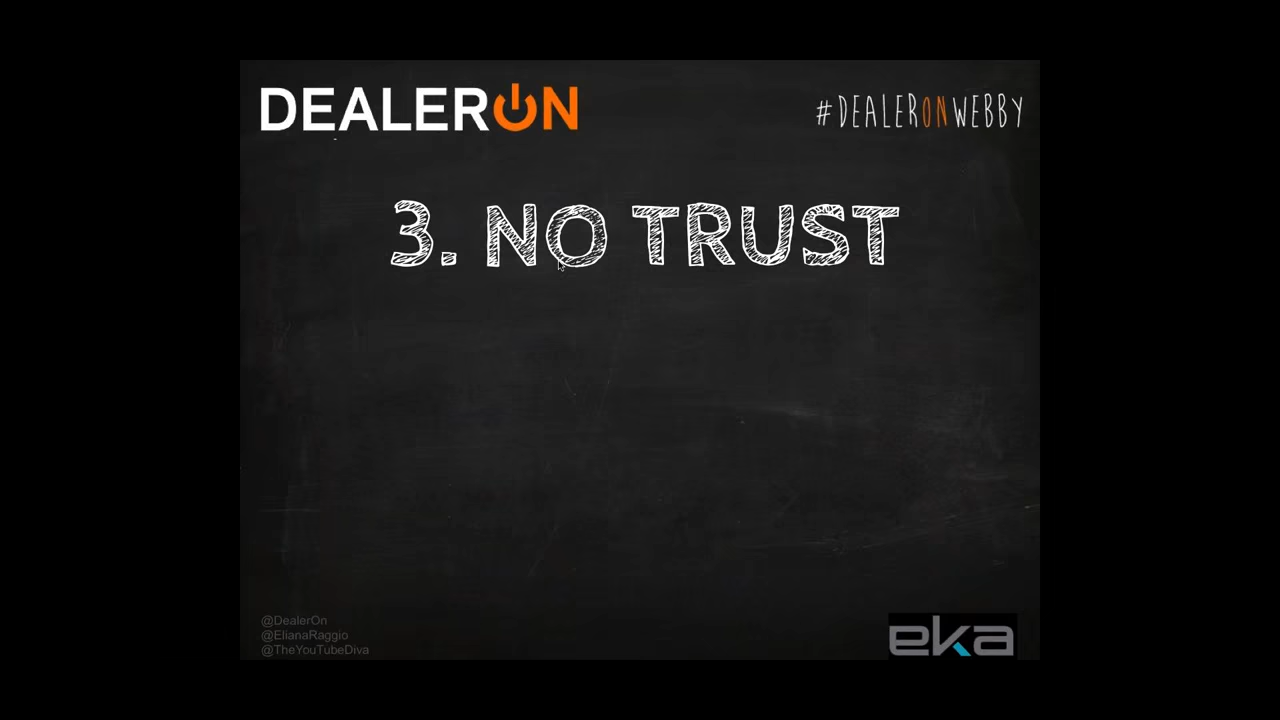 DEALERON
#DEALERONWEBBY
3. NO TRUST
@DealerOn
@ElianaRaggio
@TheYouTubeDiva
eka